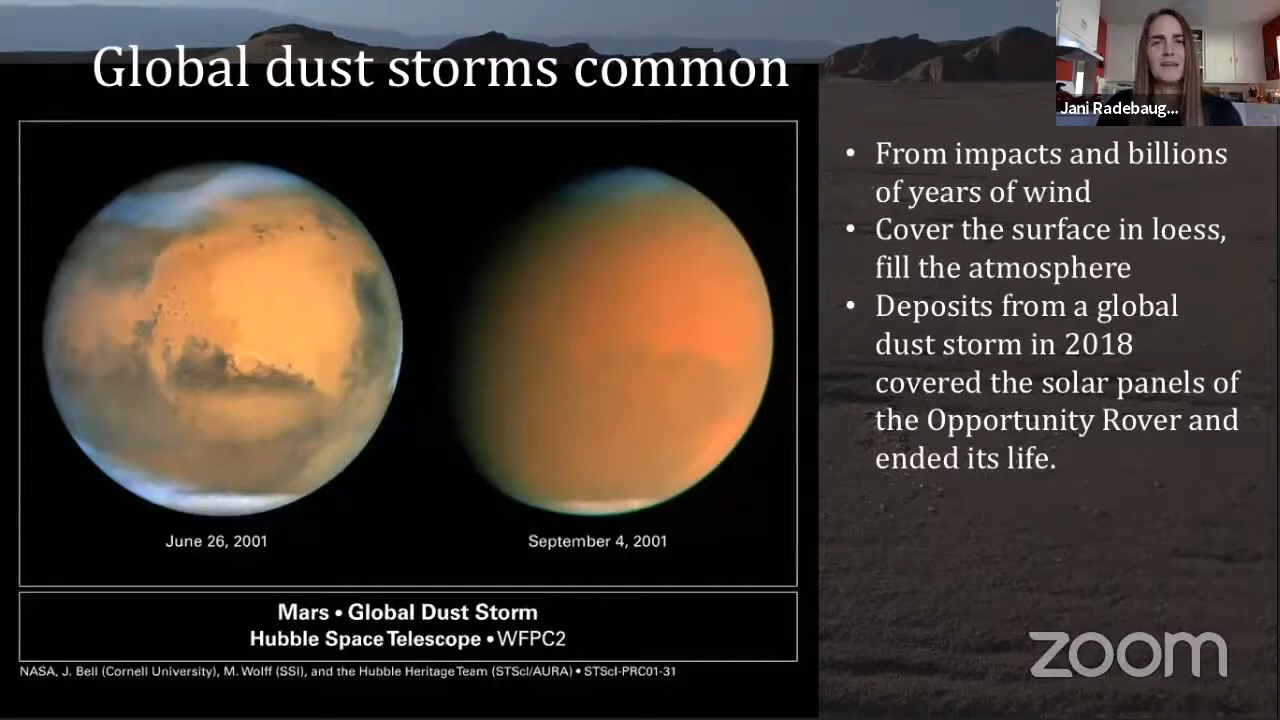 Global dust storms common
Jani Radebaug...
• From impacts and billions
of years of wind
• Cover the surface in loess,
fill the atmosphere
• Deposits from a global
dust storm in 2018
covered the solar panels of
the Opportunity Rover and
ended its life.
June 26, 2001
September 4, 2001
Mars • Global Dust Storm
Hubble Space Telescope • WFPC2
NASA, J. Bell (Cornell University), M. Wolff (SSI), and the Hubble Heritage Team (STScI/AURA) • STScI-PRC01-31
zoom